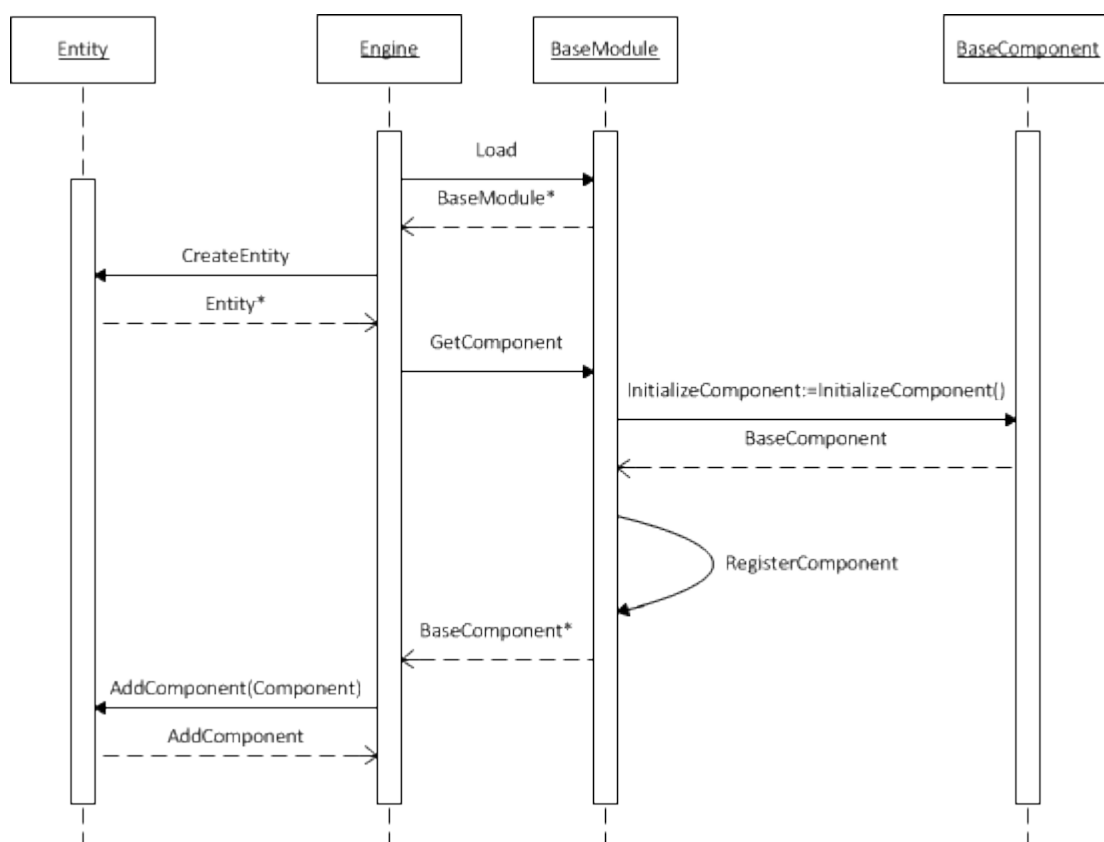 Entity
Engine
BaseModule
BaseComponent
Load
BaseModule*
CreateEntity
Entity*
GetComponent
InitializeComponent:=InitializeComponent()
BaseComponent
RegisterComponent
BaseComponent*
AddComponent(Component)
AddComponent